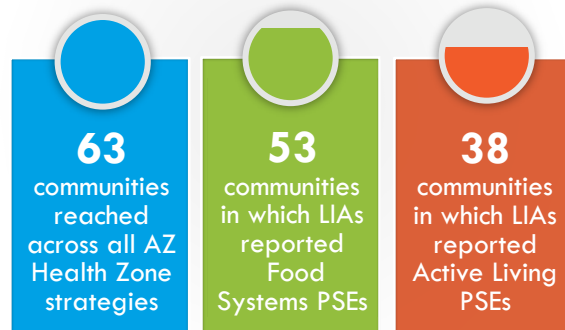 63
communities
reached
across all AZ
Health Zone
strategies
53
communities
in which LIAs
reported
Food
Systems PSEs
38
communities
in which LIAs
reported
Active Living
PSEs